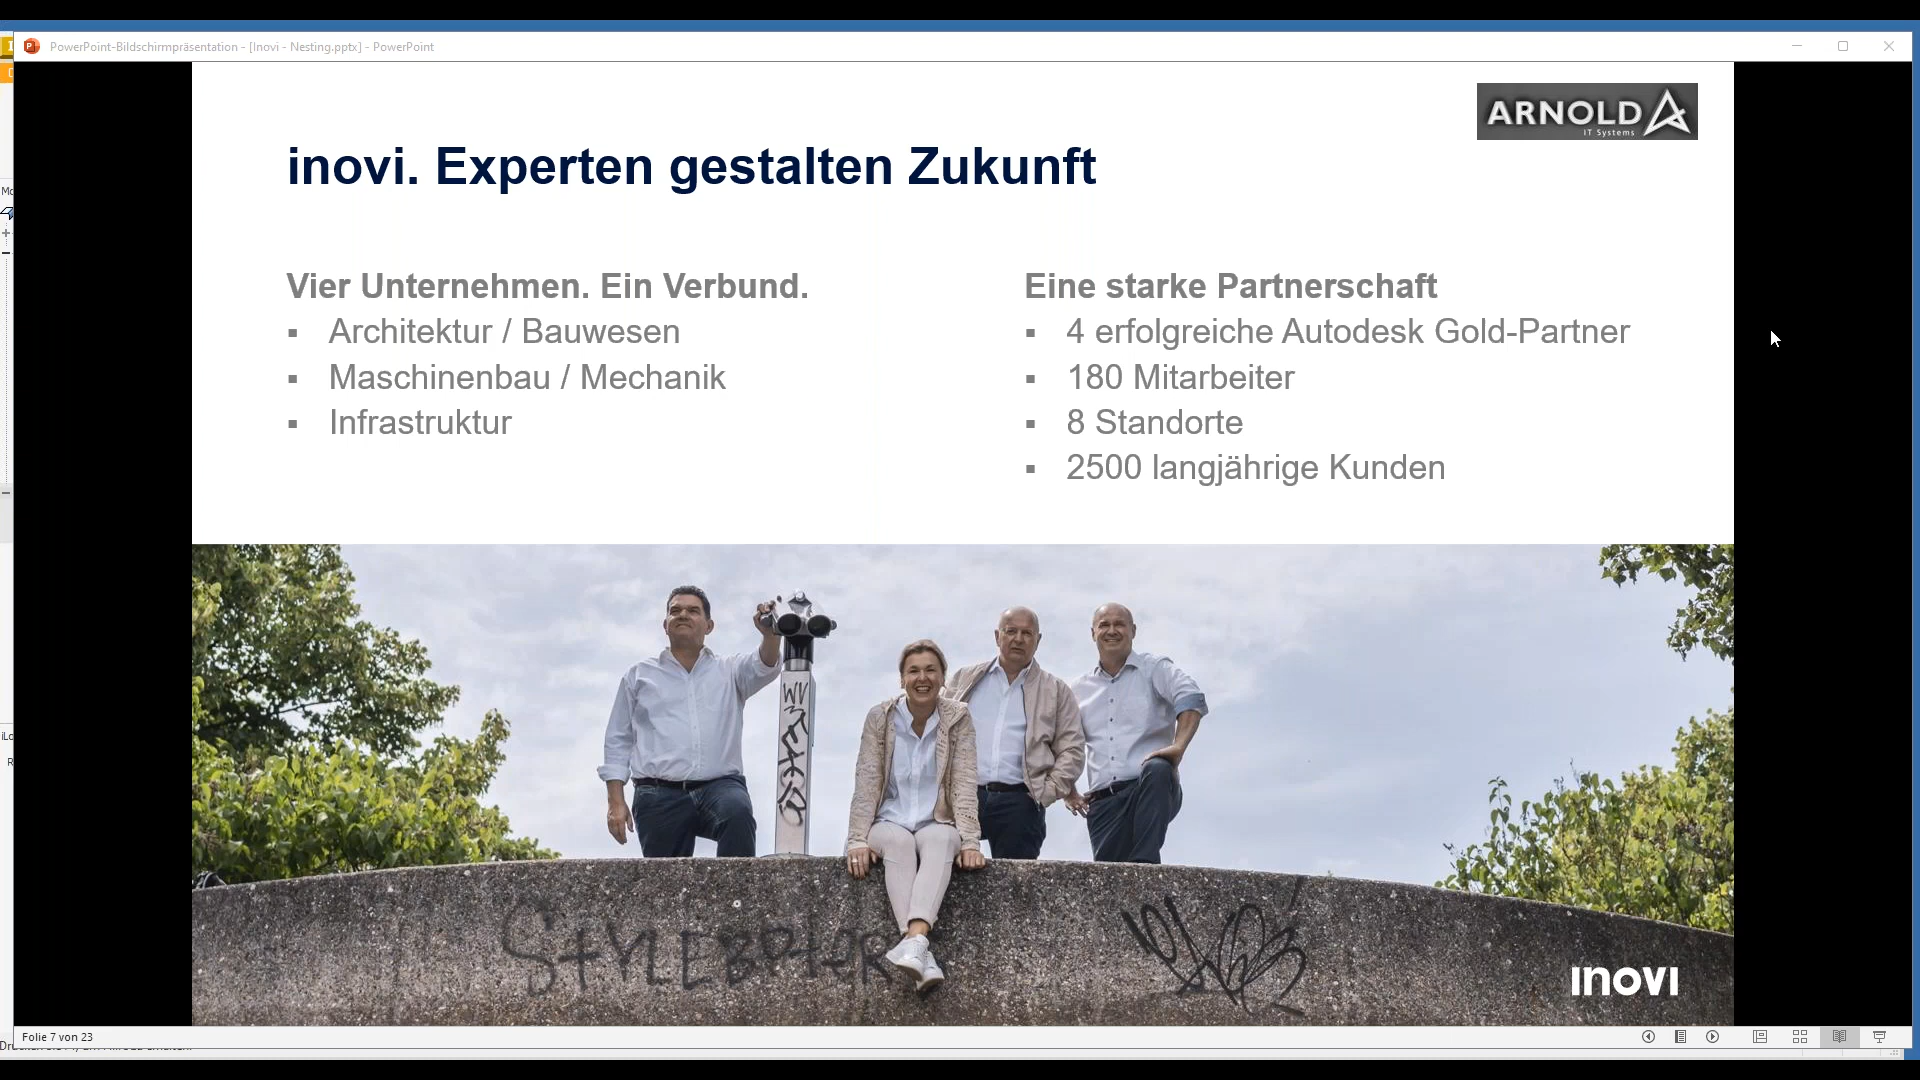 PowerPoint-Bildschirmpräsentation - [Inovi - Nesting.pptx] - PowerPoint
ARNOLD
IT Systems
inovi. Experten gestalten Zukunft
Vier Unternehmen. Ein Verbund.
▪ Architektur / Bauwesen
▪ Maschinenbau / Mechanik
▪ Infrastruktur
Eine starke Partnerschaft
▪ 4 erfolgreiche Autodesk Gold-Partner
▪ 180 Mitarbeiter
▪ 8 Standorte
▪ 2500 langjährige Kunden
inovi
Folie 7 von 23